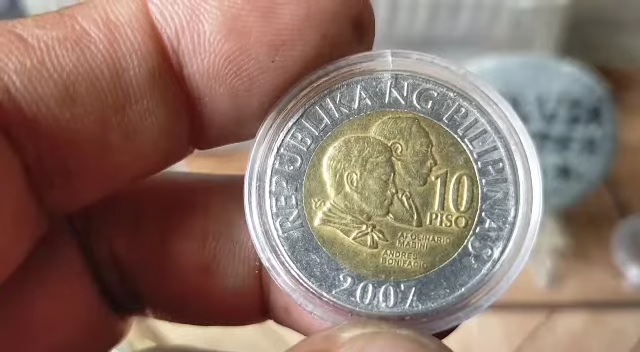 REPUBLIKA NG PILIPINAS
10
PISO
APOLINARIO
MABINI
ANDRES
BONIFACIO
2007